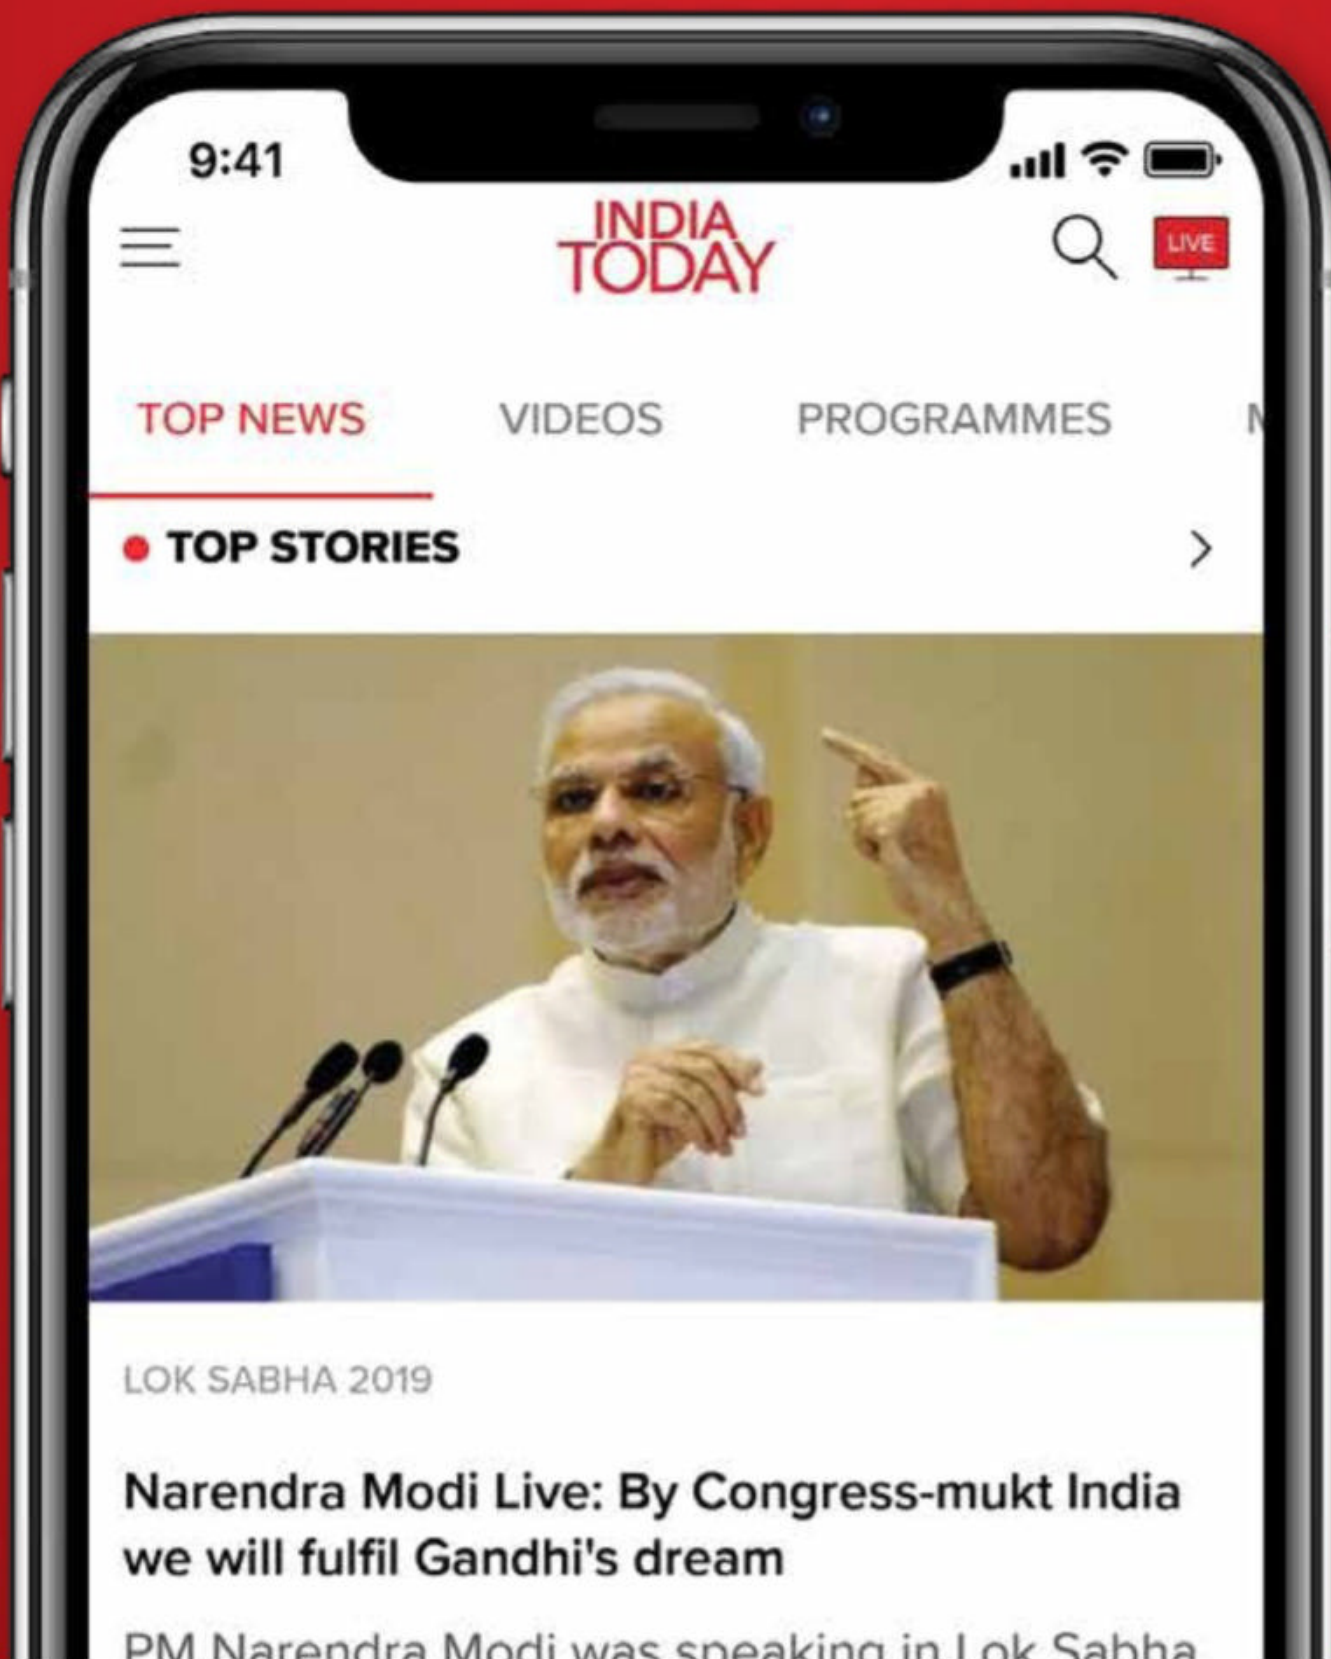 9:41
INDIA
TODAY
LIVE
TOP NEWS VIDEOS PROGRAMMES
TOP STORIES
LOK SABHA 2019
Narendra Modi Live: By Congress-mukt India
we will fulfil Gandhi's dream
PM Narendra Modi was speaking in Lok Sabha